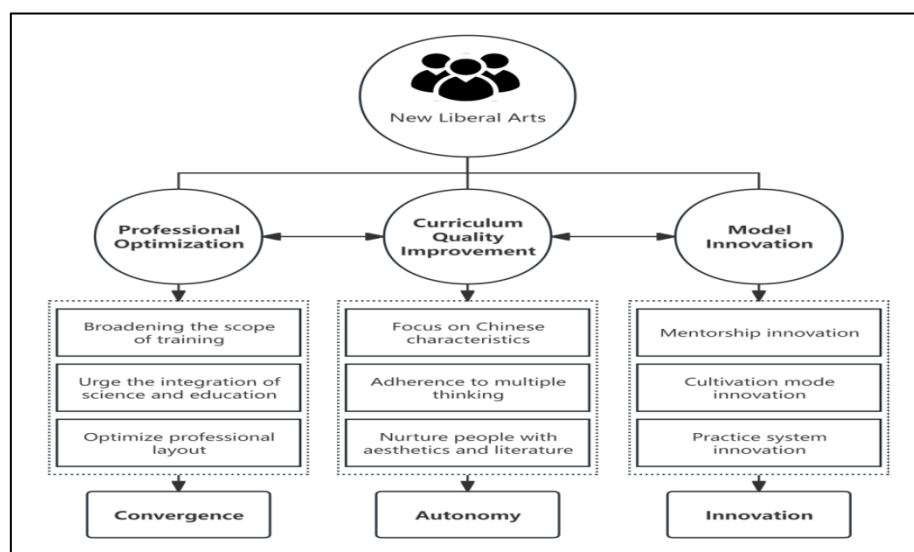 New Liberal Arts
Professional
Optimization
Curriculum
Quality
Improvement
Model
Innovation
Broadening the scope
of training
Urge the integration of
science and education
Optimize professional
layout
Focus on Chinese
characteristics
Adherence to multiple
thinking
Nurture people with
aesthetics and literature
Mentorship innovation
Cultivation mode
innovation
Practice system
innovation
Convergence
Autonomy
Innovation